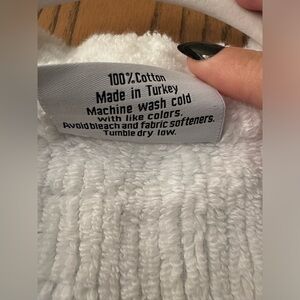 100% Cotton
Made in Turkey
Machine wash cold
with like colors.
Avoid bleach and fabric softeners.
Tumble dry low.